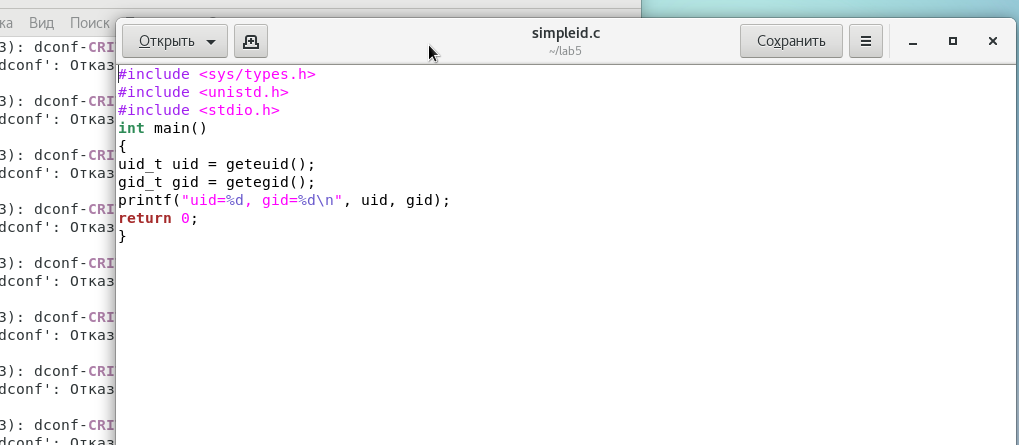 ка Вид Поиск
3): dconf-CRI
dconf': Отказ
3): dconf-CRI
dconf': Отказ
3): dconf-CRI
dconf': Отказ
3): dconf-CRI
dconf': Отказ
3): dconf-CRI
dconf': Отказ
3): dconf-CRI
dconf': Отказ
3): dconf-CRI
dconf': Отказ
3): dconf-CRI
dconf': Отказ
Открыть
simpleid.c
~/lab5
Сохранить
#include <sys/types.h>
#include <unistd.h>
#include <stdio.h>
int main()
{
uid_t uid = geteuid();
gid_t gid = getegid();
printf("uid=%d, gid=%d\n", uid, gid);
return 0;
}